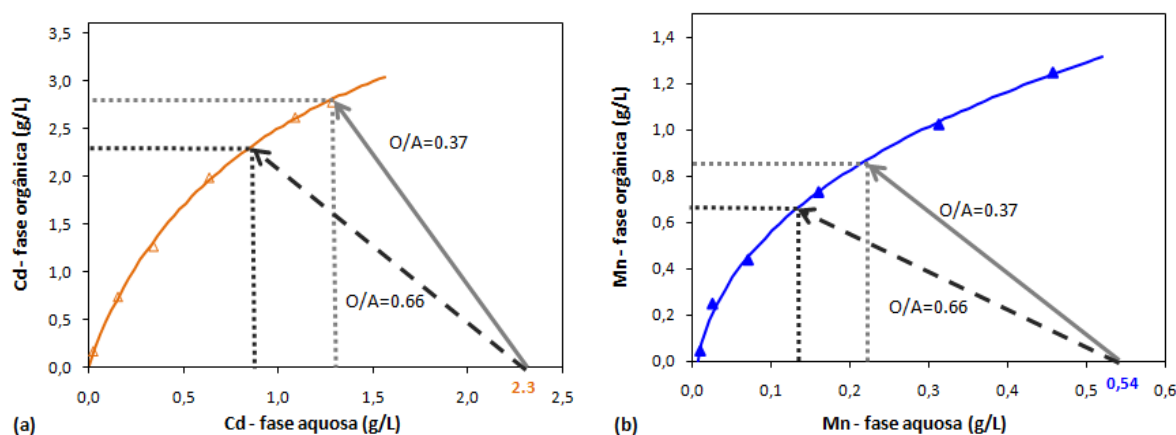 3,5
3,0
2,5
2,0
1,5
1,0
0,5
0,0
Cd - fase orgânica (g/L)
O/A=0.37
O/A=0.66
0,0 0,5 1,0 1,5 2,0 2,5
2.3
(a) Cd - fase aquosa (g/L)
1,4
1,2
1,0
0,8
0,6
0,4
0,2
0,0
Mn - fase orgânica (g/L)
O/A=0.37
O/A=0.66
0,0 0,1 0,2 0,3 0,4 0,5 0,6
0,54
(b) Mn - fase aquosa (g/L)